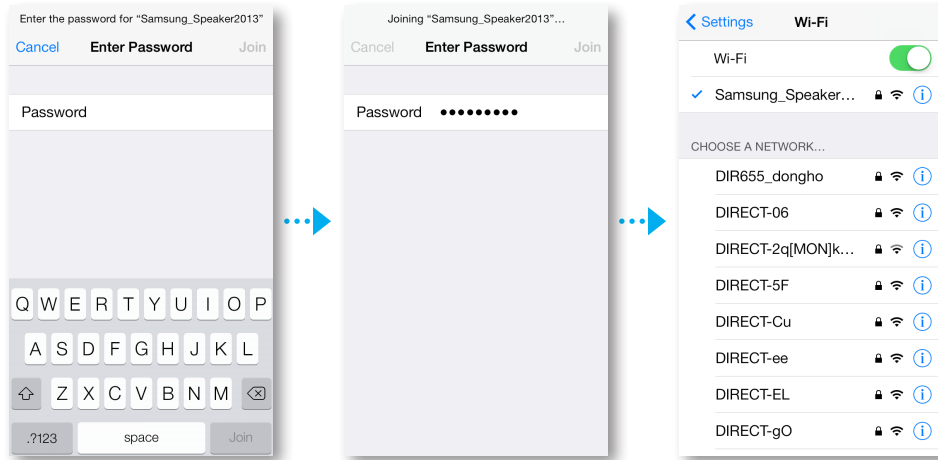 Enter the password for “Samsung_Speaker2013”
Cancel Enter Password Join
Password
Q W E R T Y U I O P
A S D F G H J K L
Z X C V B N M
.?123 space Join
Joining “Samsung_Speaker2013”...
Cancel Enter Password Join
Password •••••••••
Settings Wi-Fi
Wi-Fi
Samsung_Speaker...
CHOOSE A NETWORK...
DIR655_dongho
DIRECT-06
DIRECT-2q[MON]k...
DIRECT-5F
DIRECT-Cu
DIRECT-ee
DIRECT-EL
DIRECT-gO